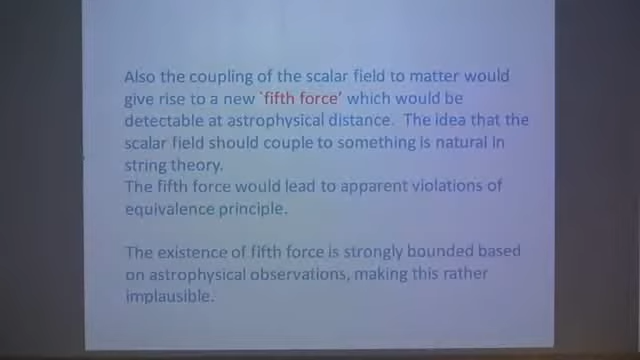 Also the coupling of the scalar field to matter would
give rise to a new `fifth force' which would be
detectable at astrophysical distance.  The idea that the
scalar field should couple to something is natural in
string theory.
The fifth force would lead to apparent violations of
equivalence principle.
The existence of fifth force is strongly bounded based
on astrophysical observations, making this rather
implausible.